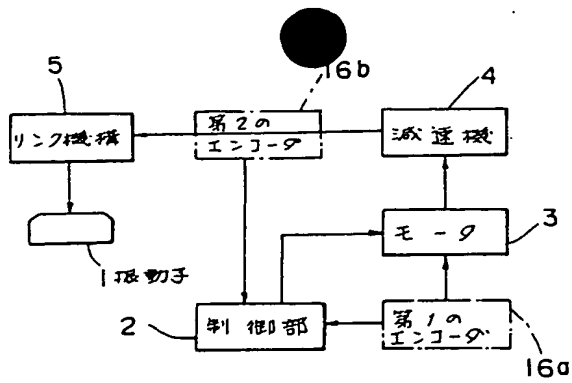 16b
5
4
第2の
エンコーダ
リンク機構
減速機
3
モータ
1 振動子
2
制御部
第1の
エンコーダ
16a